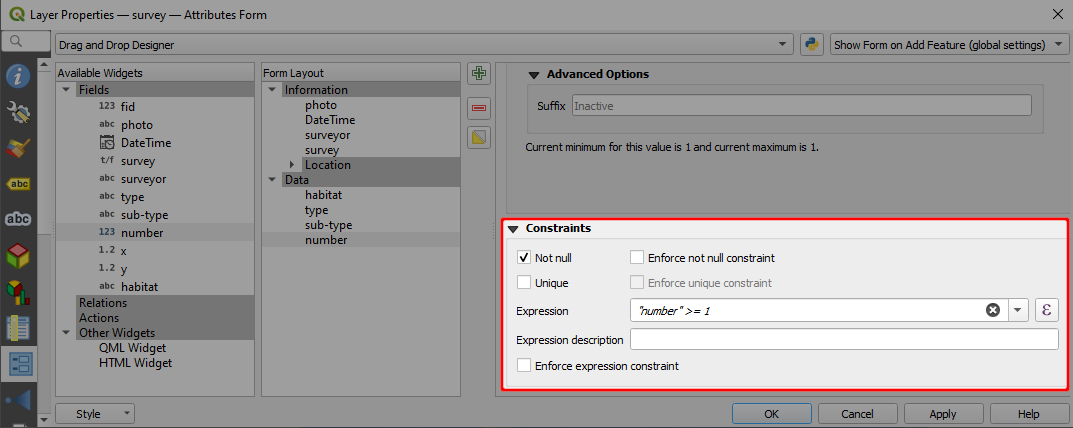 Layer Properties — survey — Attributes Form
Drag and Drop Designer
Show Form on Add Feature (global settings)
Available Widgets
Fields
123 fid
abc photo
DateTime
t/f survey
abc surveyor
abc type
abc sub-type
123 number
1.2 x
1.2 y
abc habitat
Relations
Actions
Other Widgets
QML Widget
HTML Widget
Form Layout
Information
photo
DateTime
surveyor
survey
Location
Data
habitat
type
sub-type
number
Advanced Options
Suffix Inactive
Current minimum for this value is 1 and current maximum is 1.
Constraints
Not null Enforce not null constraint
Unique Enforce unique constraint
Expression "number" >= 1 ε
Expression description
Enforce expression constraint
abc
abc
Style
OK Cancel Apply Help